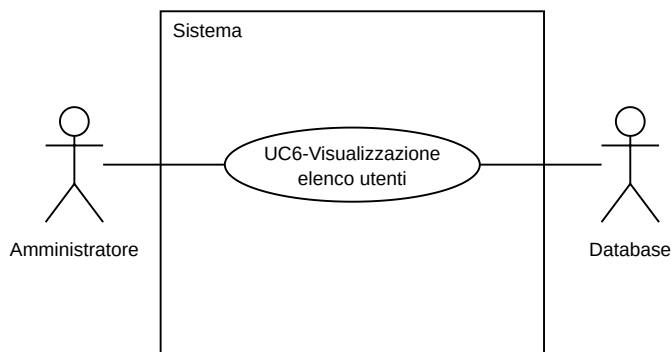 Sistema
UC6-Visualizzazione
elenco utenti
Amministratore
Database